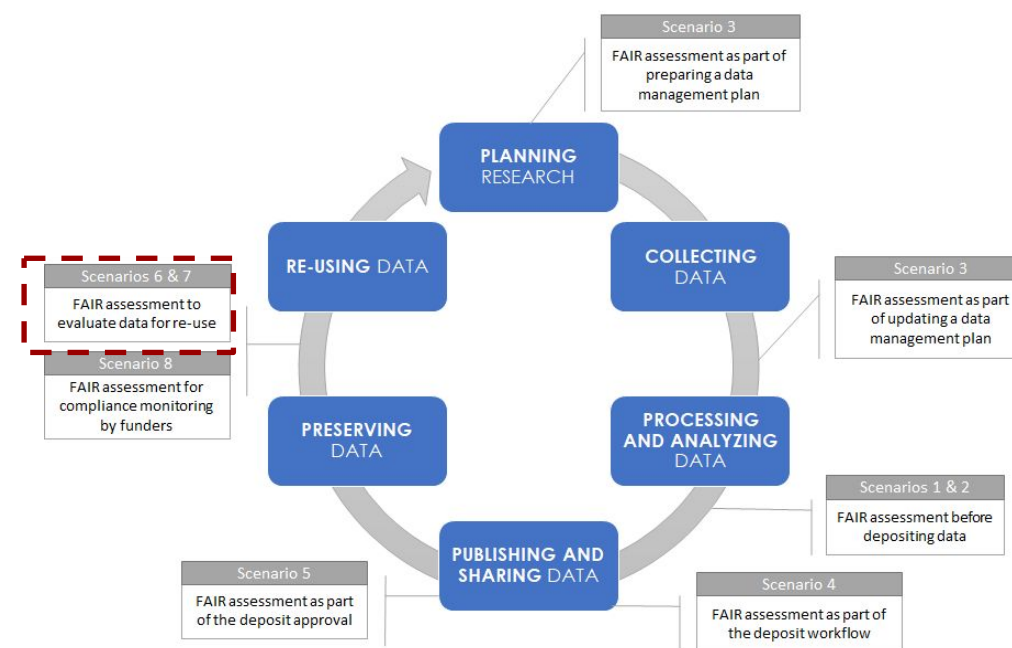 Scenario 3
FAIR assessment as part of
preparing a data
management plan
PLANNING
RESEARCH
COLLECTING
DATA
Scenario 3
FAIR assessment as part
of updating a data
management plan
PROCESSING
AND ANALYZING
DATA
Scenarios 1 & 2
FAIR assessment before
depositing data
PUBLISHING AND
SHARING DATA
Scenario 4
FAIR assessment as part of
the deposit workflow
Scenario 5
FAIR assessment as part
of the deposit approval
PRESERVING
DATA
Scenario 8
FAIR assessment for
compliance monitoring
by funders
Scenarios 6 & 7
FAIR assessment to
evaluate data for re-use
RE-USING DATA